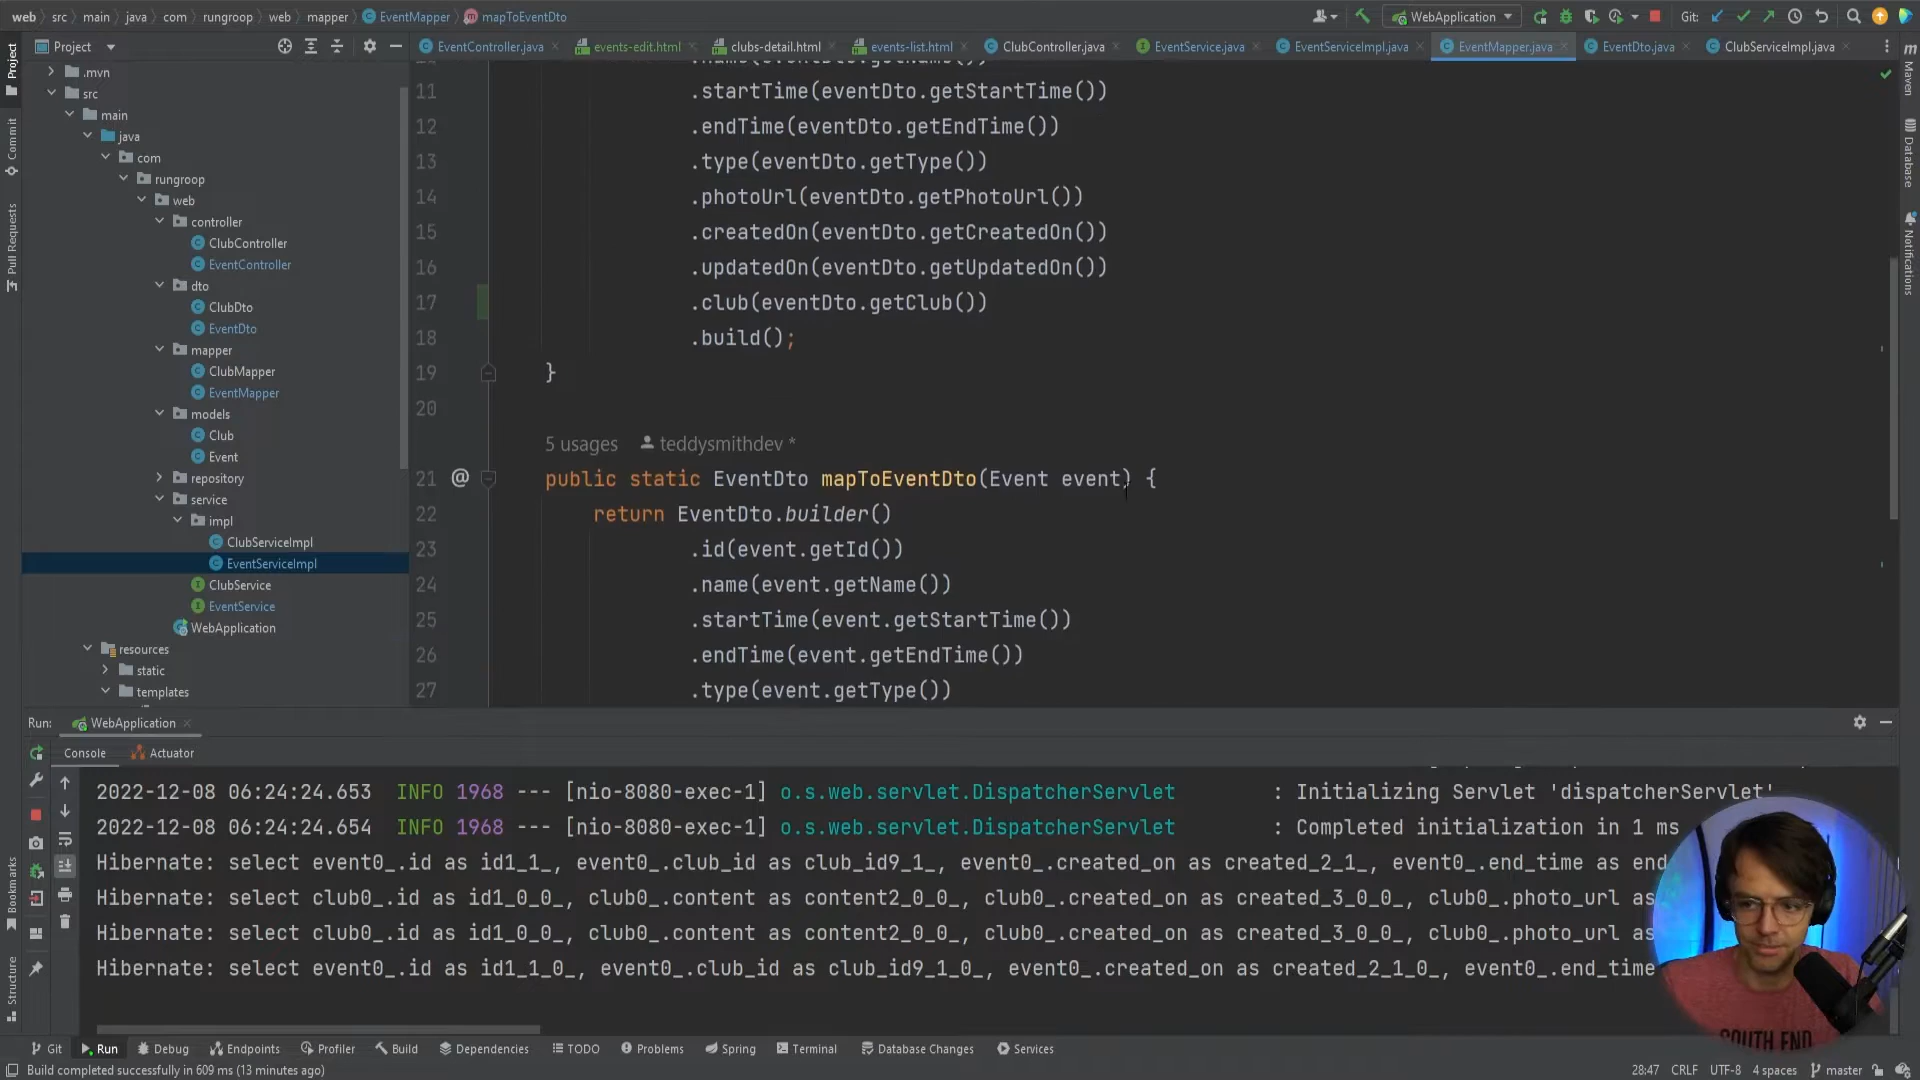 web > src > main > java > com > rungroop > web > mapper > EventMapper > mapToEventDto
WebApplication
Git:
Project
EventController.java
events-edit.html
clubs-detail.html
events-list.html
ClubController.java
EventService.java
EventServiceImpl.java
EventMapper.java
EventDto.java
ClubServiceImpl.java
Project
Commit
Pull Requests
Bookmarks
Structure
Maven
Database
Notifications
.mvn
src
main
java
com
rungroop
web
controller
ClubController
EventController
dto
ClubDto
EventDto
mapper
ClubMapper
EventMapper
models
Club
Event
repository
service
impl
ClubServiceImpl
EventServiceImpl
ClubService
EventService
WebApplication
resources
static
templates
11 .startTime(eventDto.getStartTime())
12 .endTime(eventDto.getEndTime())
13 .type(eventDto.getType())
14 .photoUrl(eventDto.getPhotoUrl())
15 .createdOn(eventDto.getCreatedOn())
16 .updatedOn(eventDto.getUpdatedOn())
17 .club(eventDto.getClub())
18 .build();
19 }
20
5 usages teddysmithdev *
21 @ public static EventDto mapToEventDto(Event event) {
22 return EventDto.builder()
23 .id(event.getId())
24 .name(event.getName())
25 .startTime(event.getStartTime())
26 .endTime(event.getEndTime())
27 .type(event.getType())
Run: WebApplication
Console Actuator
2022-12-08 06:24:24.653 INFO 1968 --- [nio-8080-exec-1] o.s.web.servlet.DispatcherServlet : Initializing Servlet 'dispatcherServlet'
2022-12-08 06:24:24.654 INFO 1968 --- [nio-8080-exec-1] o.s.web.servlet.DispatcherServlet : Completed initialization in 1 ms
Hibernate: select event0_.id as id1_1_, event0_.club_id as club_id9_1_, event0_.created_on as created_2_1_, event0_.end_time as end
Hibernate: select club0_.id as id1_0_0_, club0_.content as content2_0_0_, club0_.created_on as created_3_0_0_, club0_.photo_url as
Hibernate: select club0_.id as id1_0_0_, club0_.content as content2_0_0_, club0_.created_on as created_3_0_0_, club0_.photo_url as
Hibernate: select event0_.id as id1_1_0_, event0_.club_id as club_id9_1_0_, event0_.created_on as created_2_1_0_, event0_.end_time
SOUTH END
Git Run Debug Endpoints Profiler Build Dependencies TODO Problems Spring Terminal Database Changes Services
Build completed successfully in 609 ms (13 minutes ago)
28:47 CRLF UTF-8 4 spaces master